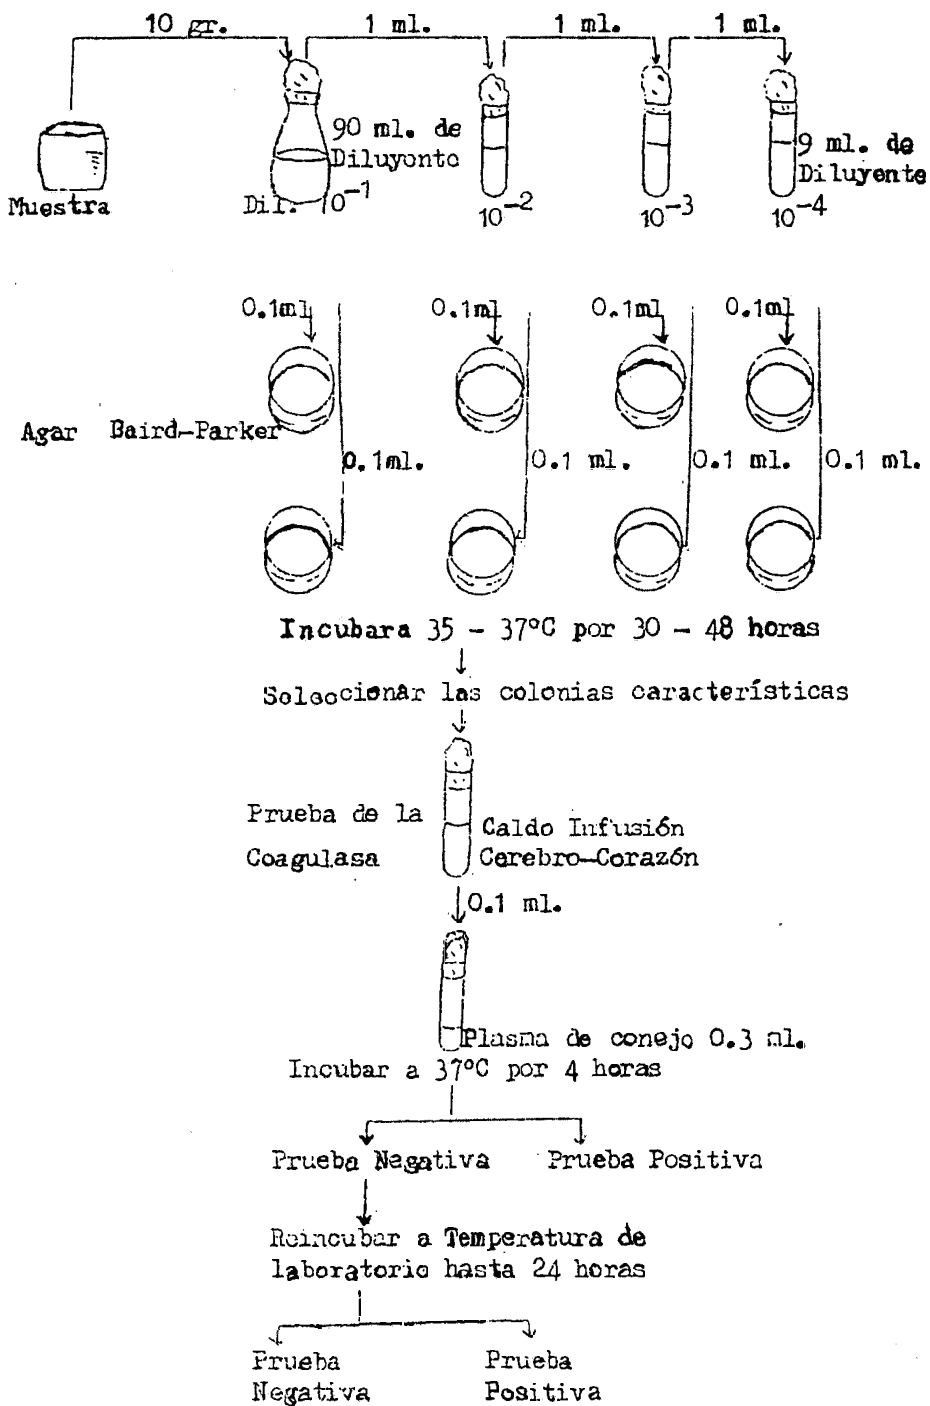 10 gr.
1 ml.
1 ml.
1 ml.
90 ml. de
Diluyente
9 ml. de
Diluyente
Muestra
Dil. 10-1
10-2
10-3
10-4
0.1ml
0.1ml
0.1ml
0.1ml
Agar Baird-Parker
0.1ml.
0.1 ml.
0.1 ml.
0.1 ml.
Incubara 35 - 37°C por 30 - 48 horas
Seleccionar las colonias características
Prueba de la
Coagulasa
Caldo Infusión
Cerebro-Corazón
0.1 ml.
Plasma de conejo 0.3 ml.
Incubar a 37°C por 4 horas
Prueba Negativa
Prueba Positiva
Reincubar a Temperatura de
laboratorio hasta 24 horas
Prueba
Negativa
Prueba
Positiva